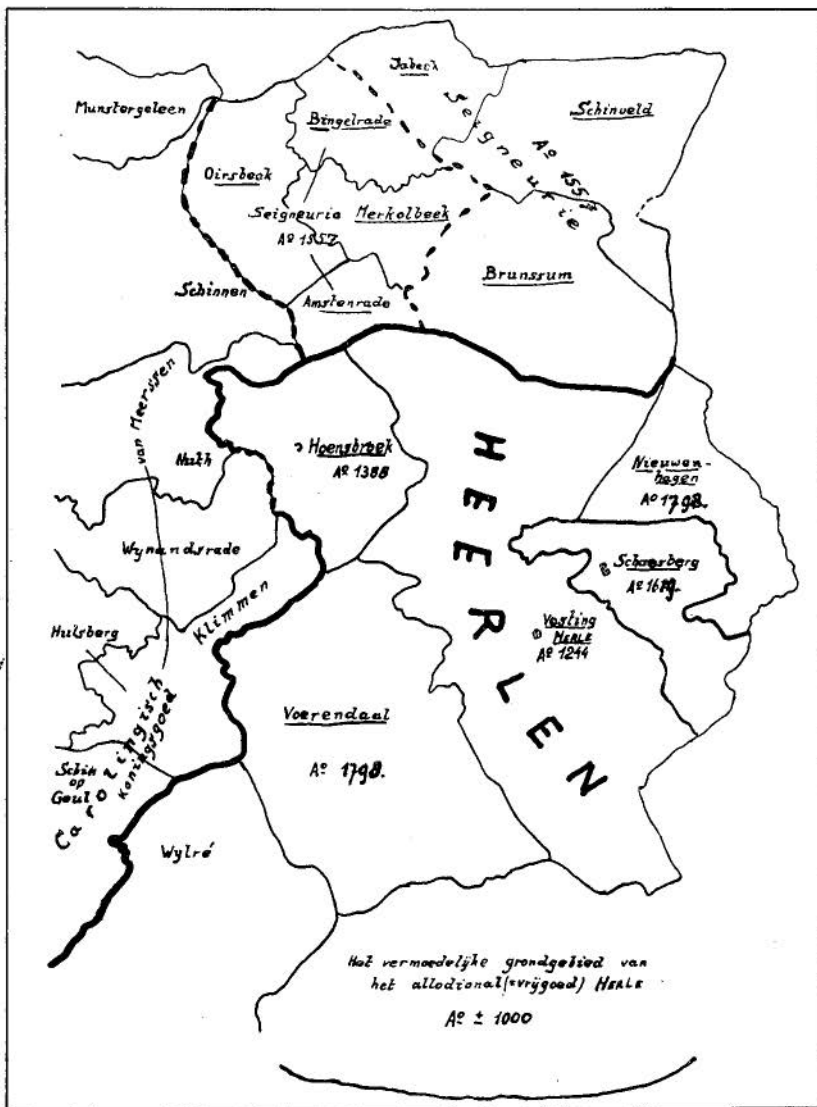 Jabeek
Munstergeleen
Schinveld
Bingelrade
Seigneurie
Aº 1557
Oirsbeek
Seigneurie
Aº 1557
Merkelbeek
Brunssum
Schinnen
Amstenrade
van Meerssen
Hoensbroek
Aº 1388
Nuth
HEERLEN
Nieuwen-
hagen
Aº 1798.
Wynandsrade
Schaesberg
Klimmen
Hulsberg
Vesting
HERLE
Aº 1244
Voerendaal
Aº 1798.
Carolingisch
Koningsgoed
Schin
op
Geul
Wylré
Het vermoedelijke grondgebied van
het allodional (=vrijgoed) HERLE
Aº ± 1000